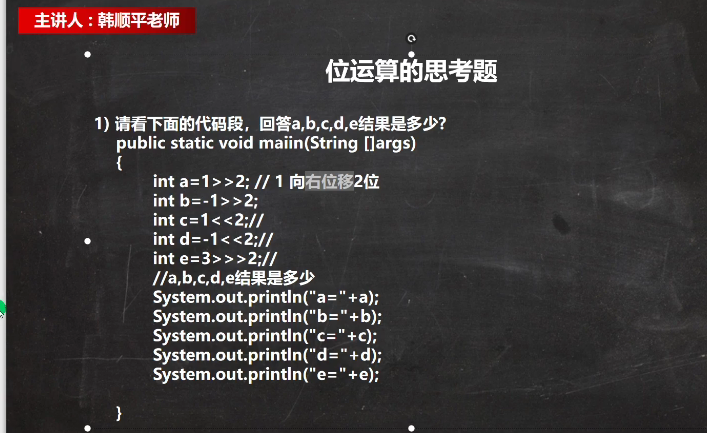 主讲人：韩顺平老师
位运算的思考题
1) 请看下面的代码段，回答a,b,c,d,e结果是多少?
public static void maiin(String []args)
{
int a=1>>2; // 1 向右位移2位
int b=-1>>2;
int c=1<<2;//
int d=-1<<2;//
int e=3>>>2;//
//a,b,c,d,e结果是多少
System.out.println("a="+a);
System.out.println("b="+b);
System.out.println("c="+c);
System.out.println("d="+d);
System.out.println("e="+e);
}